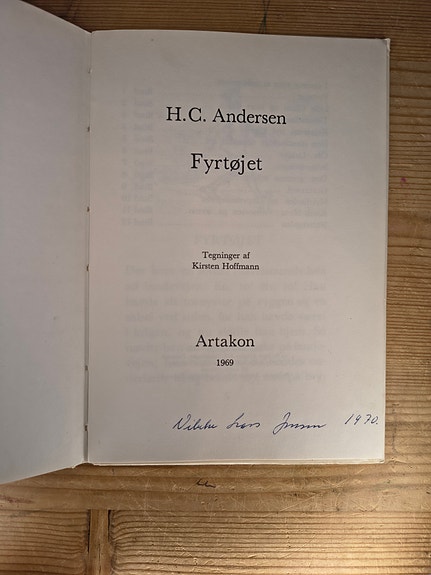 H.C. Andersen
Fyrtøjet
Tegninger af
Kirsten Hoffmann
Artakon
1969
1970.